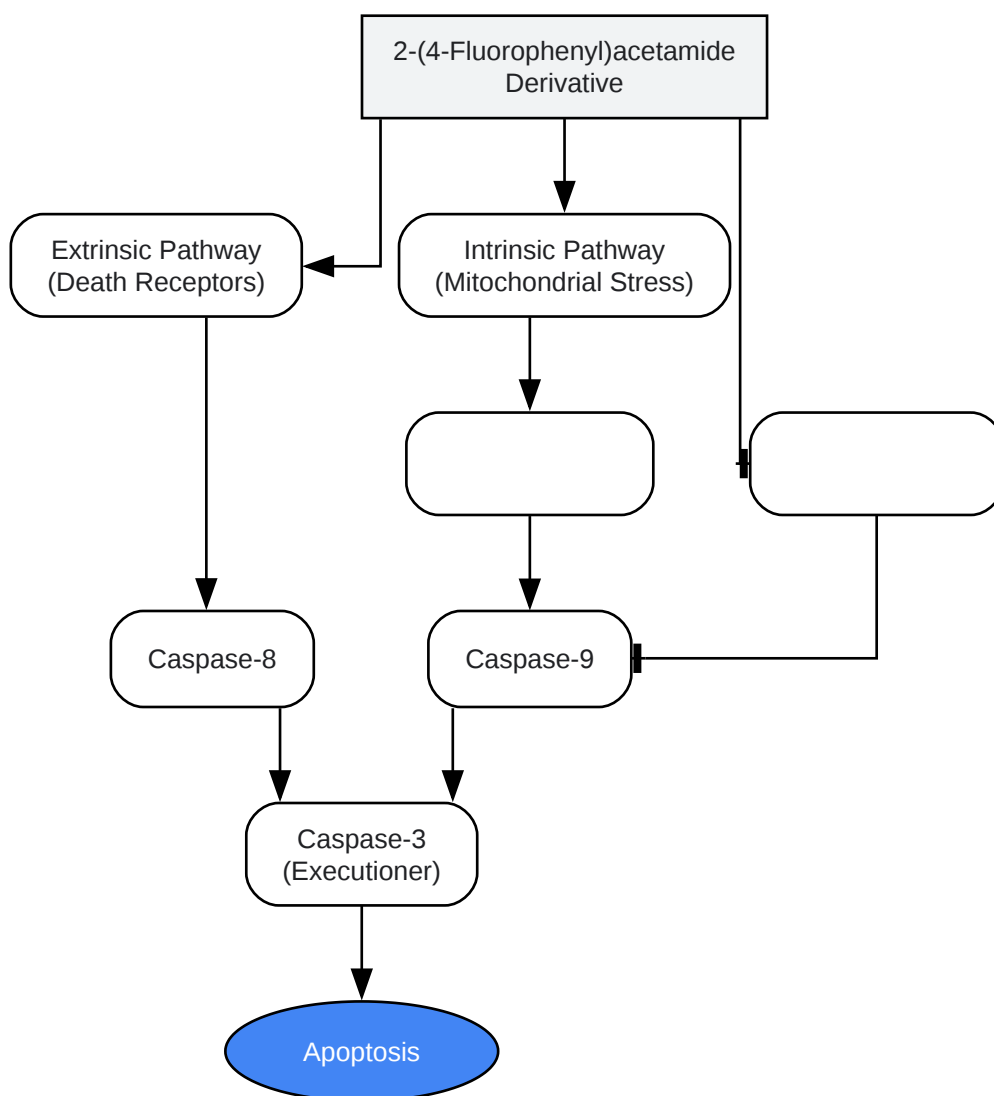 2-(4-Fluorophenyl)acetamide
Derivative
Extrinsic Pathway
(Death Receptors)
Intrinsic Pathway
(Mitochondrial Stress)
Caspase-8
Caspase-9
Caspase-3
(Executioner)
Apoptosis